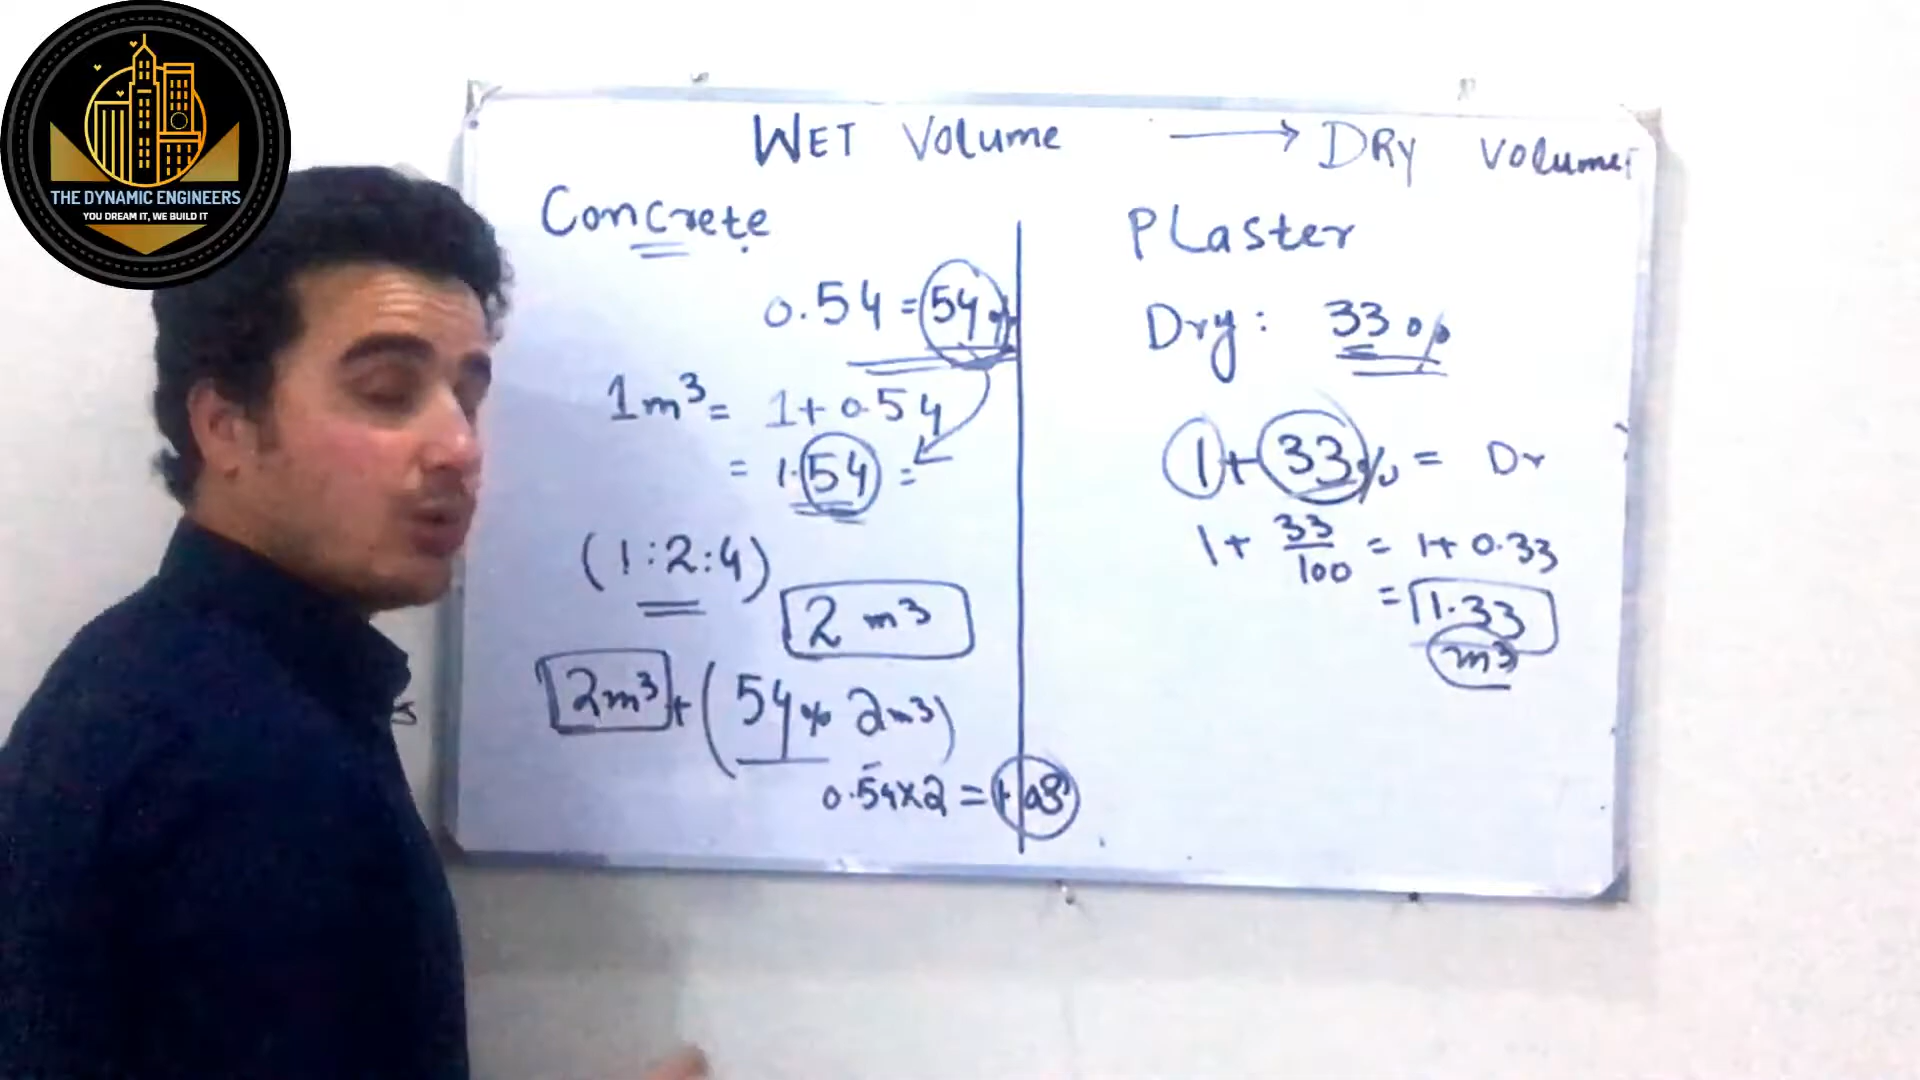 THE DYNAMIC ENGINEERS
YOU DREAM IT, WE BUILD IT
WET Volume → DRy Volume
Concrete
0.54 = 54%
1m³ = 1 + 0.54
= 1.54 =
(1:2:4)
2 m³
2m³ + (54% 2m³)
0.54x2 = 1.08
Plaster
Dry: 33%
1 + 33% = Dr
1 + 33/100 = 1 + 0.33
= 1.33
m³